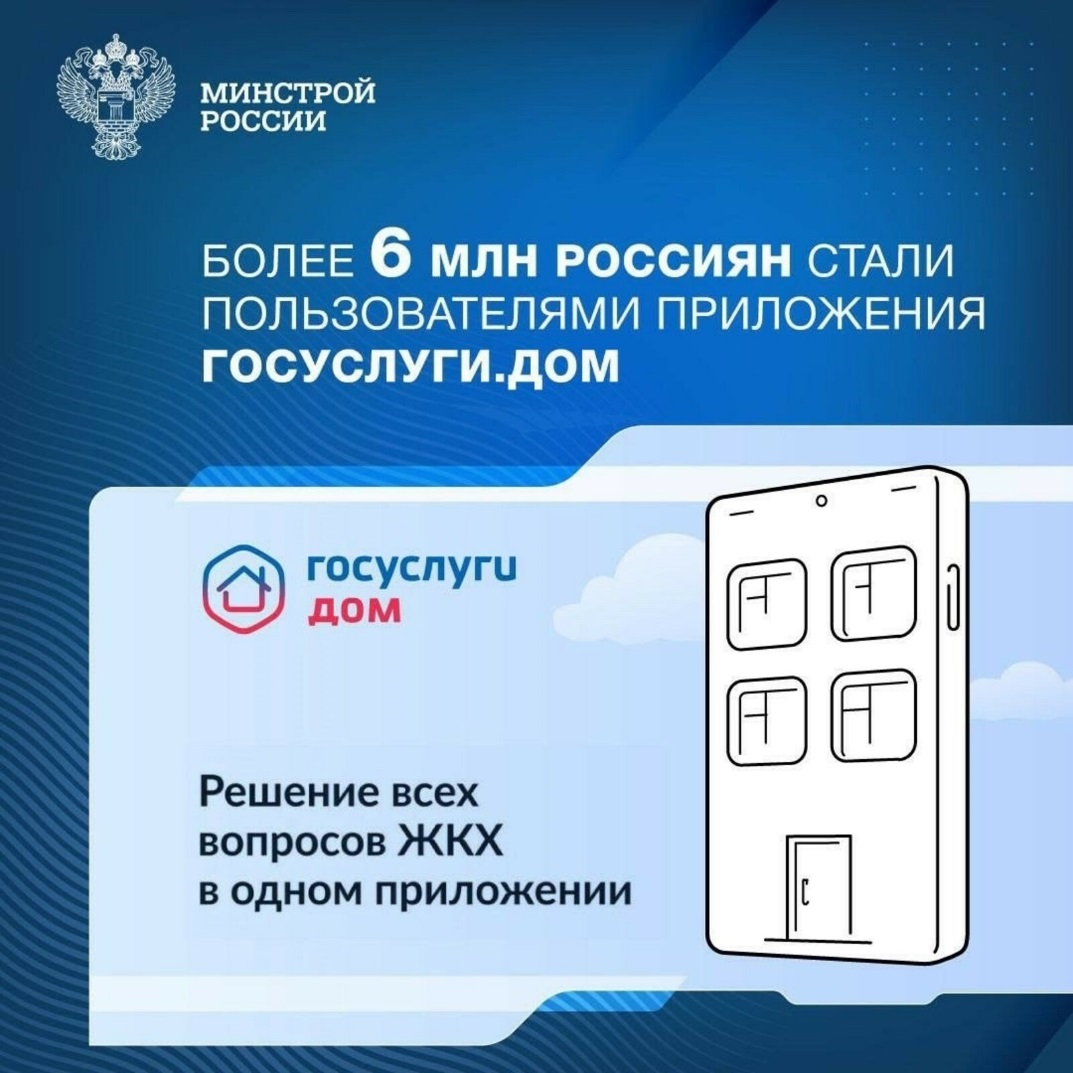 МИНСТРОЙ
РОССИИ
БОЛЕЕ 6 МЛН РОССИЯН СТАЛИ
ПОЛЬЗОВАТЕЛЯМИ ПРИЛОЖЕНИЯ
ГОСУСЛУГИ.ДОМ
госуслуги
дом
Решение всех
вопросов ЖКХ
в одном приложении